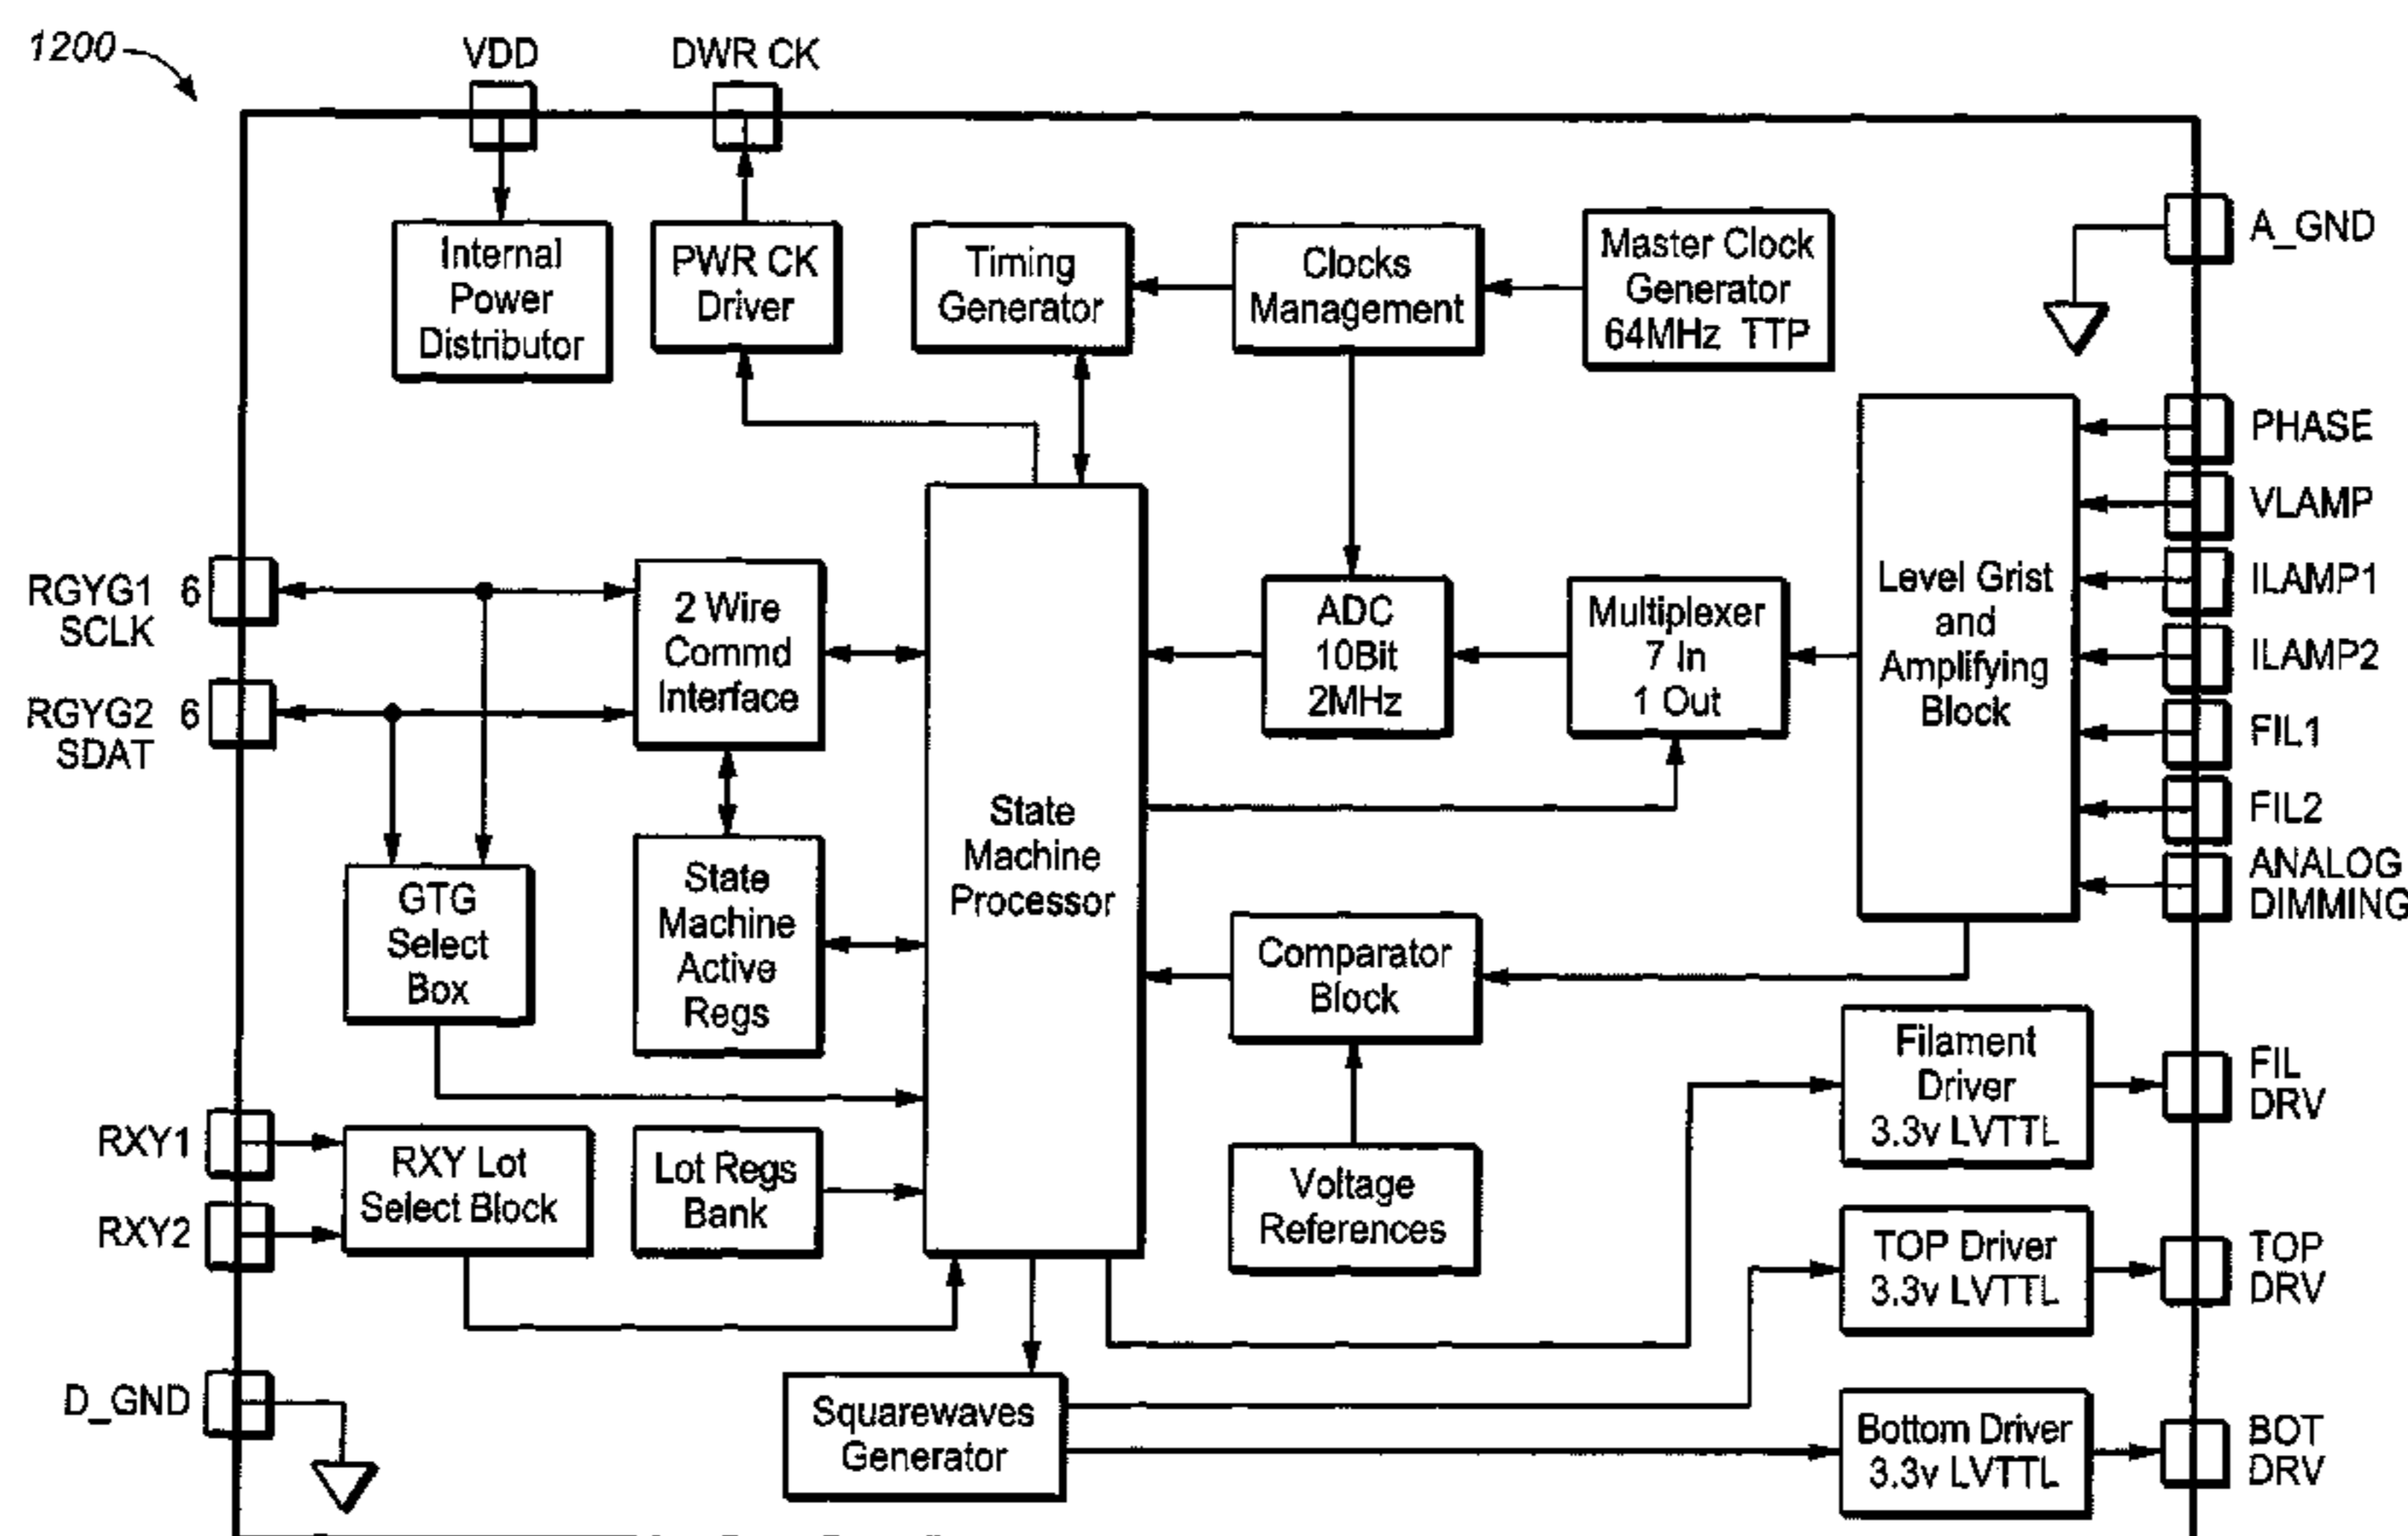 1200
VDD
DWR CK
Internal
Power
Distributor
PWR CK
Driver
Timing
Generator
Clocks
Management
Master Clock
Generator
64MHz TTP
A_GND
PHASE
VLAMP
ILAMP1
ILAMP2
FIL1
FIL2
ANALOG
DIMMING
RGYG1 6
SCLK
RGYG2 6
SDAT
2 Wire
Commd
Interface
ADC
10Bit
2MHz
Multiplexer
7 In
1 Out
Level Grist
and
Amplifying
Block
State
Machine
Processor
GTG
Select
Box
State
Machine
Active
Regs
Comparator
Block
Filament
Driver
3.3v LVTTL
FIL
DRV
RXY1
RXY2
RXY Lot
Select Block
Lot Regs
Bank
Voltage
References
TOP Driver
3.3v LVTTL
TOP
DRV
D_GND
Squarewaves
Generator
Bottom Driver
3.3v LVTTL
BOT
DRV